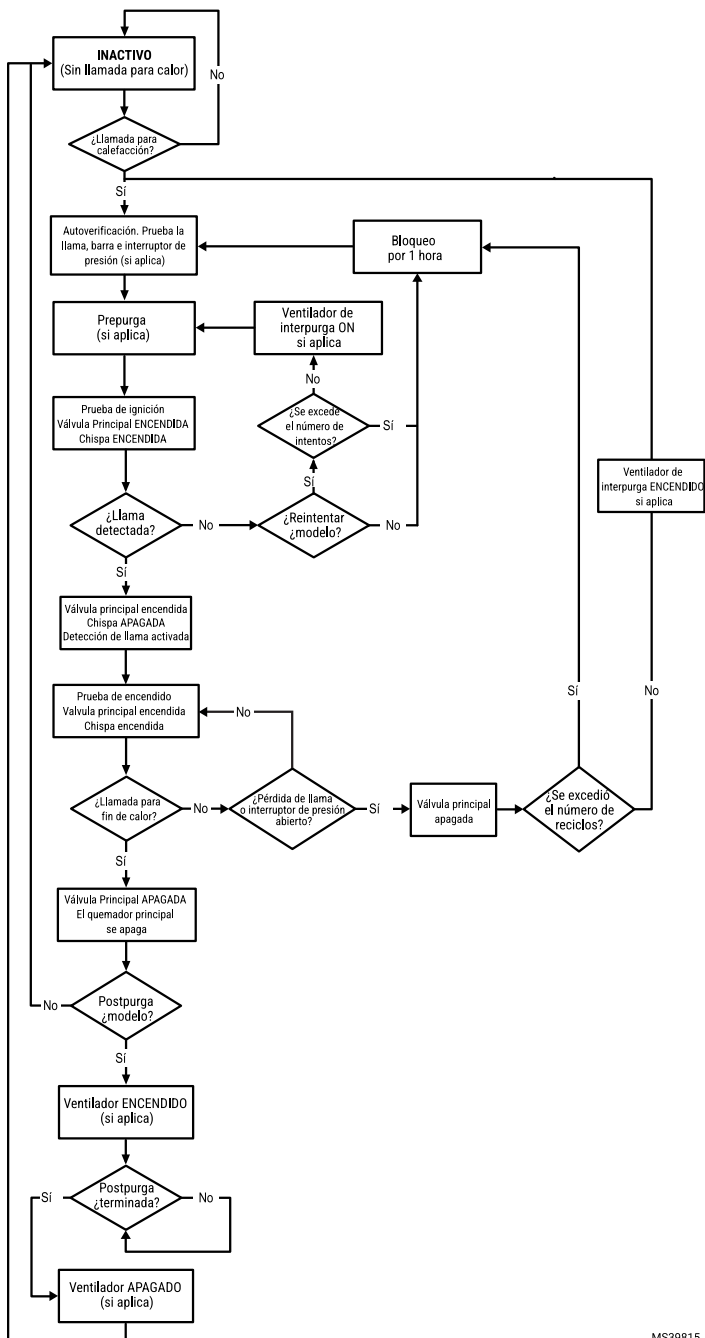 INACTIVO
(Sin llamada para calor)
No
¿Llamada para
calefacción?
Sí
Autoverificación. Prueba la
llama, barra e interruptor de
presión (si aplica)
Bloqueo
por 1 hora
Prepurga
(si aplica)
Ventilador de
interpurga ON
si aplica
No
Prueba de ignición
Válvula Principal ENCENDIDA
Chispa ENCENDIDA
¿Se excede
el número de
intentos?
Sí
Sí
Ventilador de
interpurga ENCENDIDO
si aplica
¿Llama
detectada?
No
¿Reintentar
¿modelo?
No
Sí
Válvula principal encendida
Chispa APAGADA
Detección de llama activada
Prueba de encendido
Valvula principal encendida
Chispa encendida
No
Sí
No
¿Llamada para
fin de calor?
No
¿Pérdida de llama
o interruptor de presión
abierto?
Sí
Válvula principal
apagada
¿Se excedió
el número de
reciclos?
Sí
Válvula Principal APAGADA
El quemador principal
se apaga
No
Postpurga
¿modelo?
Sí
Ventilador ENCENDIDO
(si aplica)
Sí
Postpurga
¿terminada?
No
Ventilador APAGADO
(si aplica)
MS39815